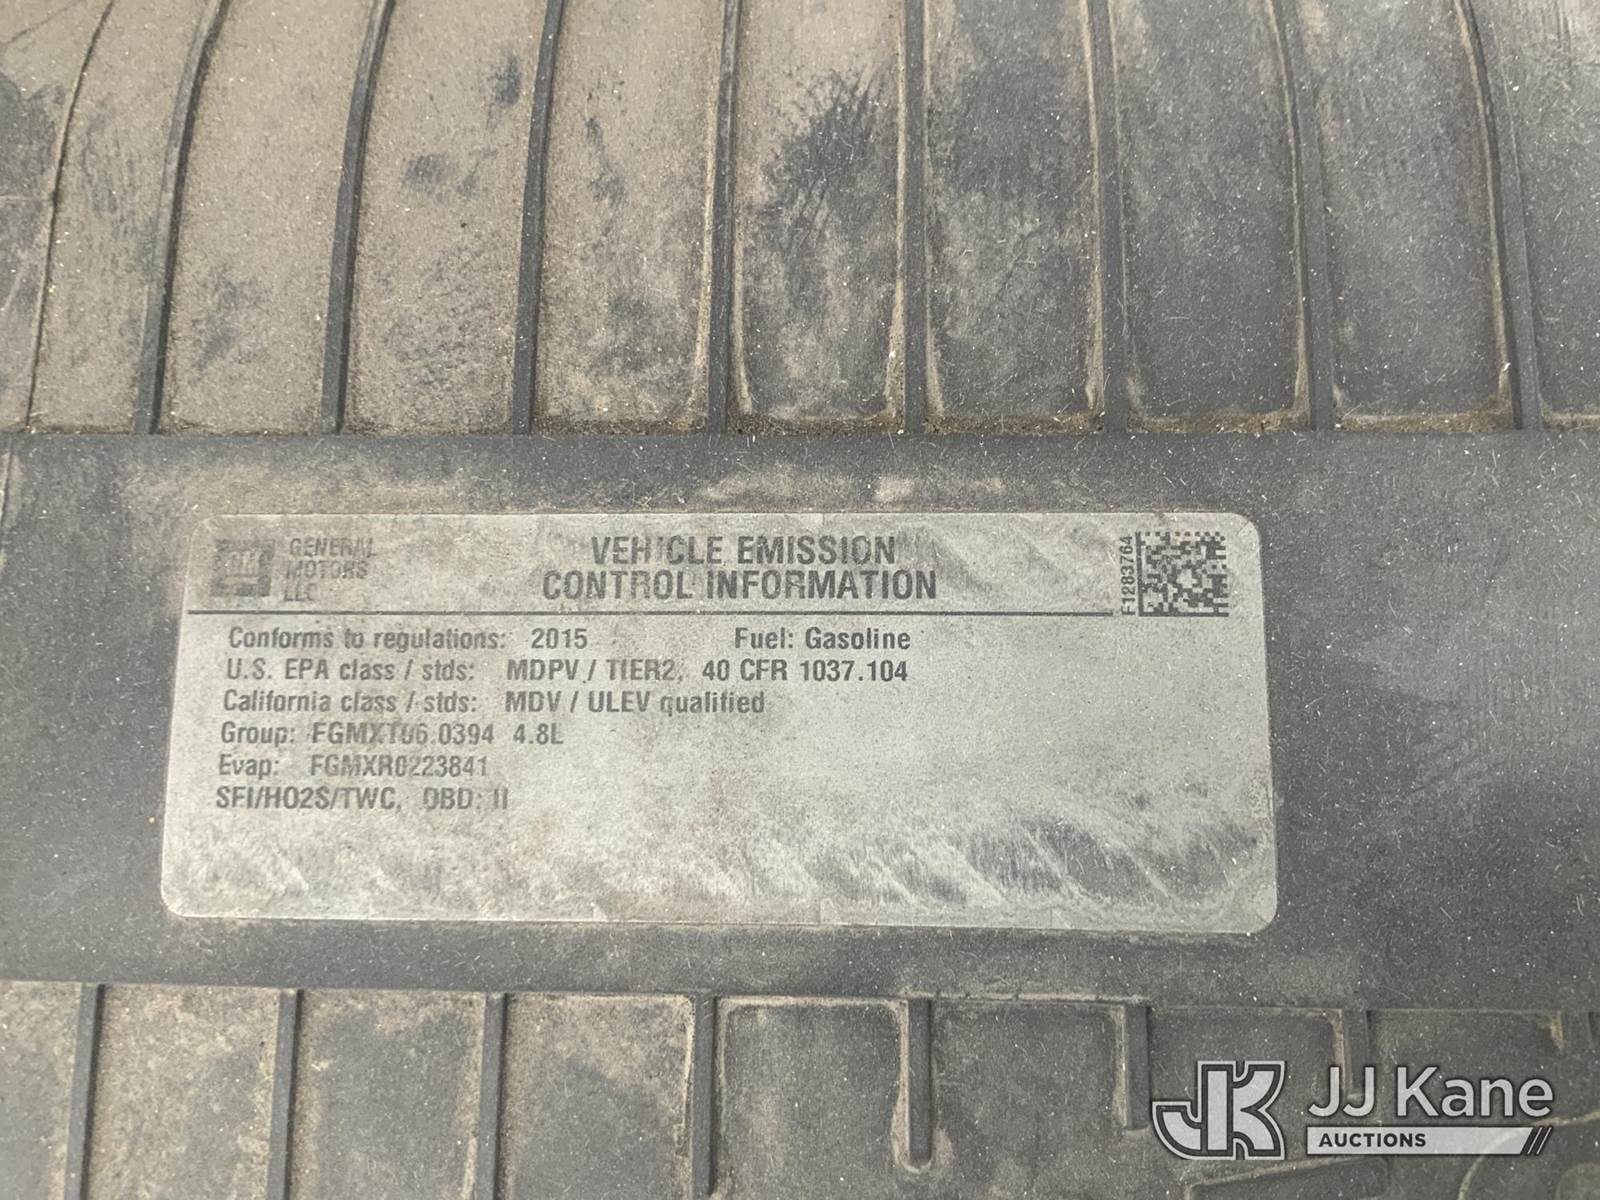 GM
GENERAL
MOTORS
LLC
VEHICLE EMISSION
CONTROL INFORMATION
F1283764
Conforms to regulations: 2015 Fuel: Gasoline
U.S. EPA class / stds: MDPV / TIER2, 40 CFR 1037.104
California class / stds: MDV / ULEV qualified
Group: FGMXT06.0394 4.8L
Evap: FGMXR0223841
SFI/HO2S/TWC, OBD: II
JK
JJ Kane
AUCTIONS